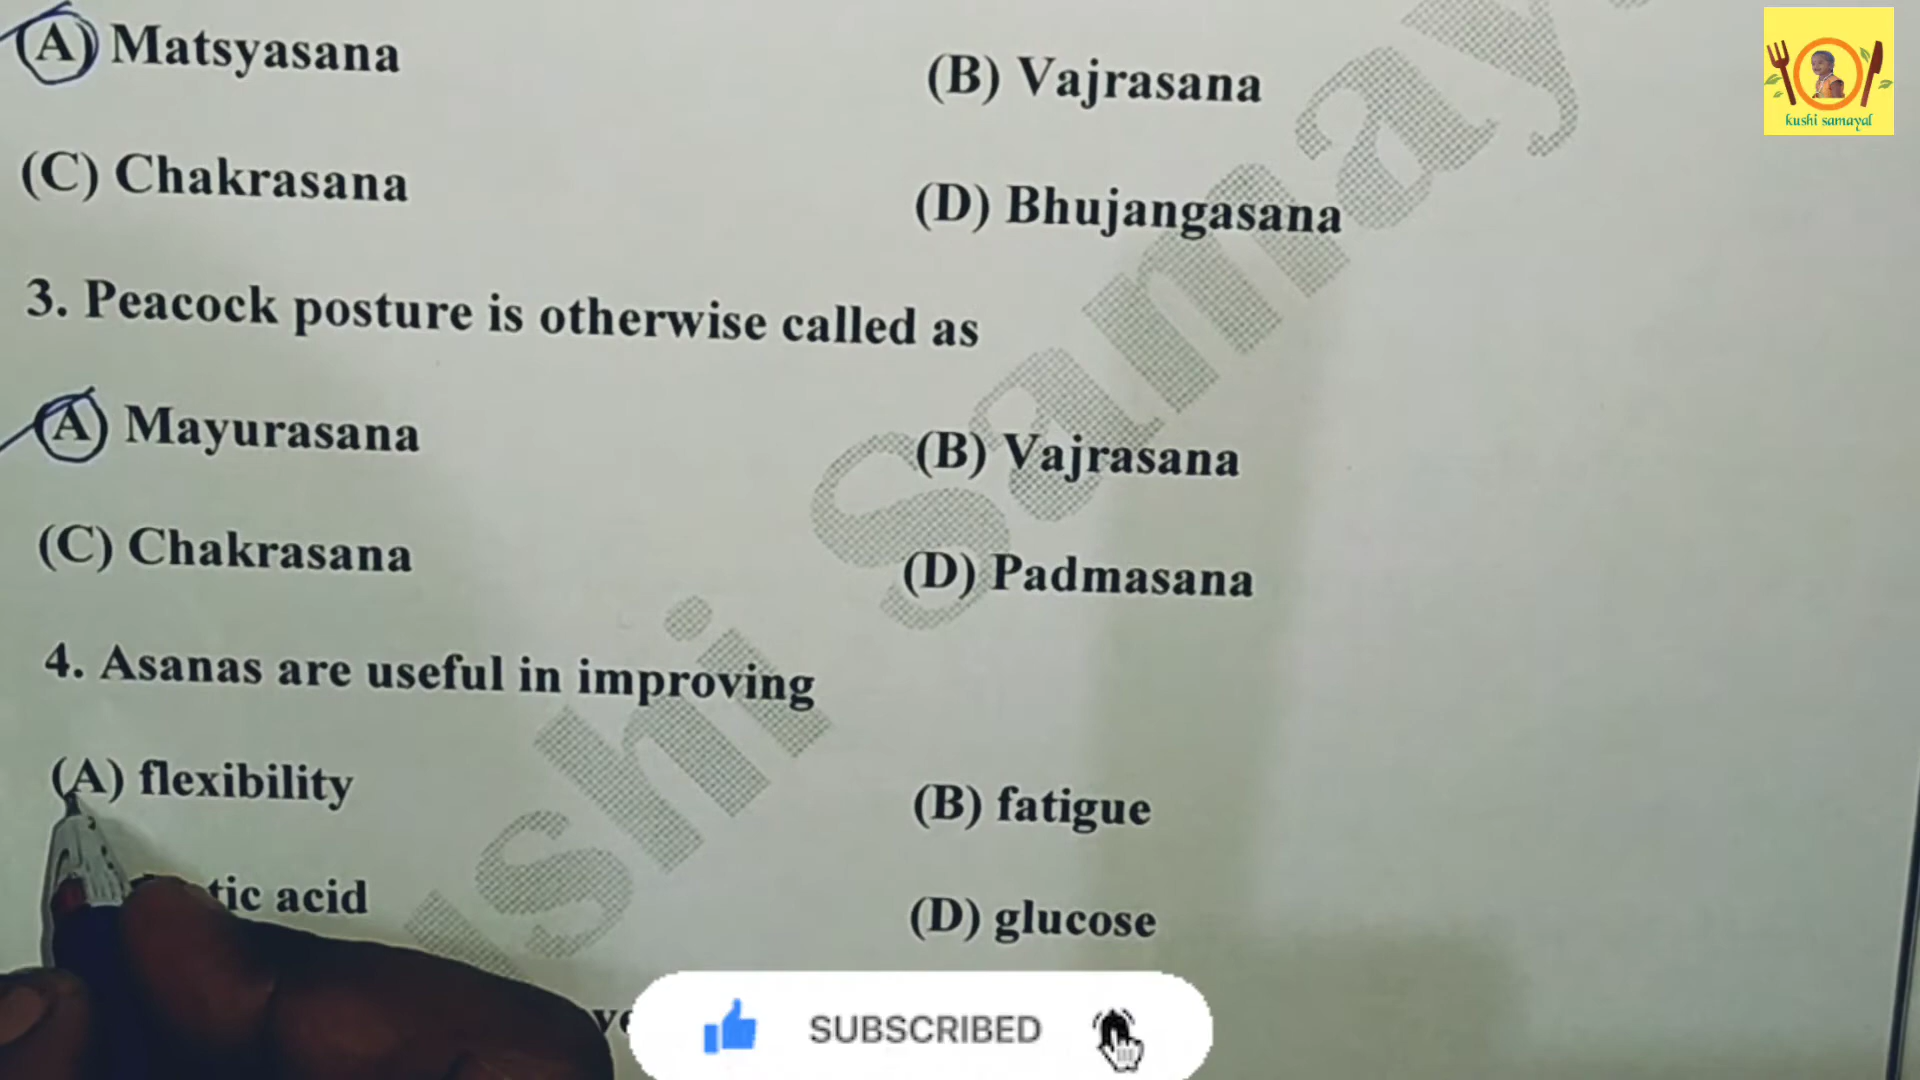 (A) Matsyasana
(B) Vajrasana
(C) Chakrasana
(D) Bhujangasana
3. Peacock posture is otherwise called as
(A) Mayurasana
(B) Vajrasana
(C) Chakrasana
(D) Padmasana
4. Asanas are useful in improving
(A) flexibility
(B) fatigue
acid
(D) glucose
SUBSCRIBED
kushi samayal